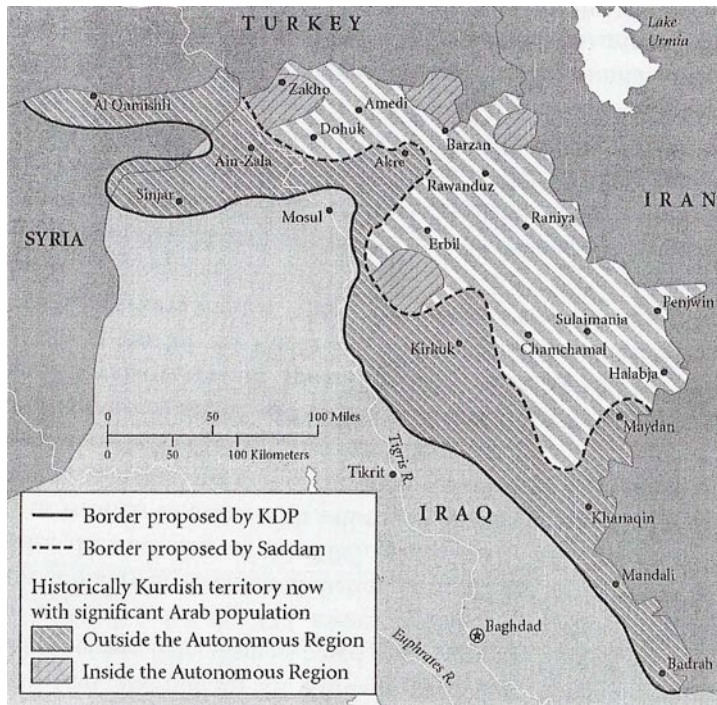 TURKEY
Lake
Urmia
Zakho
Al Qamishli
Amedi
Dohuk
Barzan
Ain-Zala
Akre
Rawanduz
Sinjar
IRAN
Mosul
Raniya
SYRIA
Erbil
Penjwin
Sulaimania
Kirkuk
Chamchamal
Halabja
0 50 100 Miles
Maydan
0 50 100 Kilometers
Tigris R.
Tikrit
IRAQ
Khanaqin
Border proposed by KDP
Border proposed by Saddam
Mandali
Historically Kurdish territory now
with significant Arab population
Outside the Autonomous Region
Inside the Autonomous Region
Baghdad
Euphrates R.
Badrah